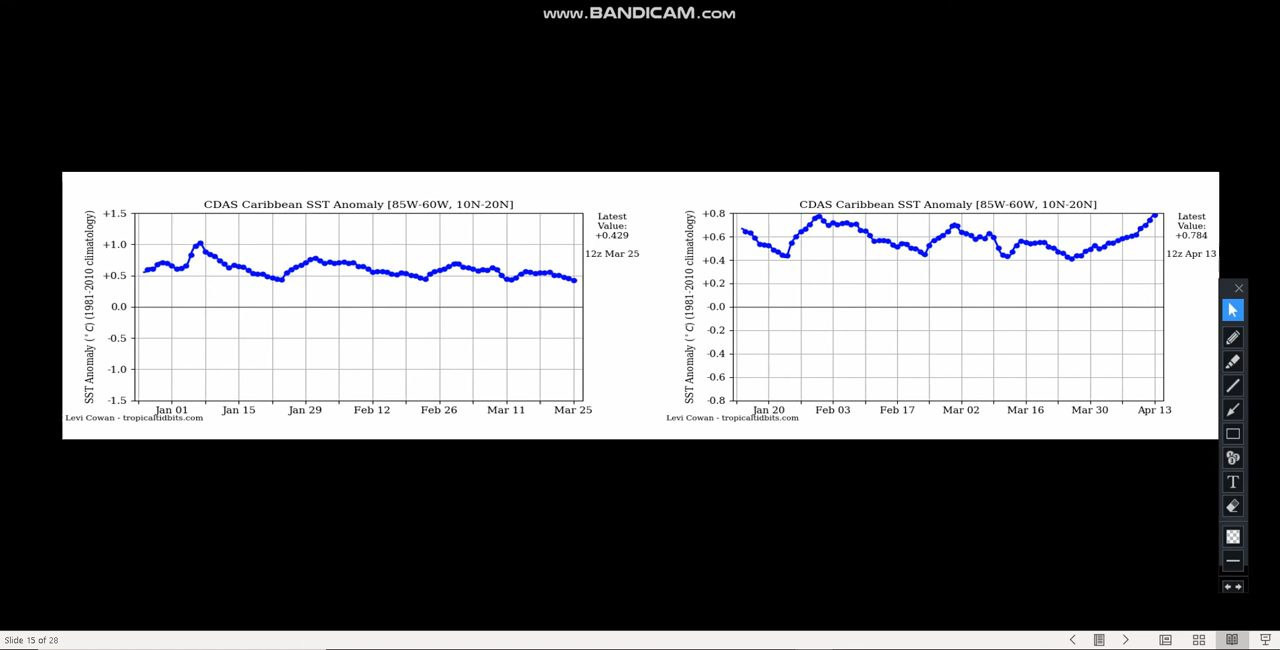 www.BANDICAM.com
CDAS Caribbean SST Anomaly [85W-60W, 10N-20N]
SST Anomaly (°C) (1981-2010 climatology)
+1.5
+1.0
+0.5
0.0
-0.5
-1.0
-1.5
Jan 01 Jan 15 Jan 29 Feb 12 Feb 26 Mar 11 Mar 25
Latest
Value:
+0.429
12z Mar 25
Levi Cowan - tropicaltidbits.com
CDAS Caribbean SST Anomaly [85W-60W, 10N-20N]
SST Anomaly (°C) (1981-2010 climatology)
+0.8
+0.6
+0.4
+0.2
-0.0
-0.2
-0.4
-0.6
-0.8
Jan 20 Feb 03 Feb 17 Mar 02 Mar 16 Mar 30 Apr 13
Latest
Value:
+0.784
12z Apr 13
Levi Cowan - tropicaltidbits.com
T
Slide 15 of 28